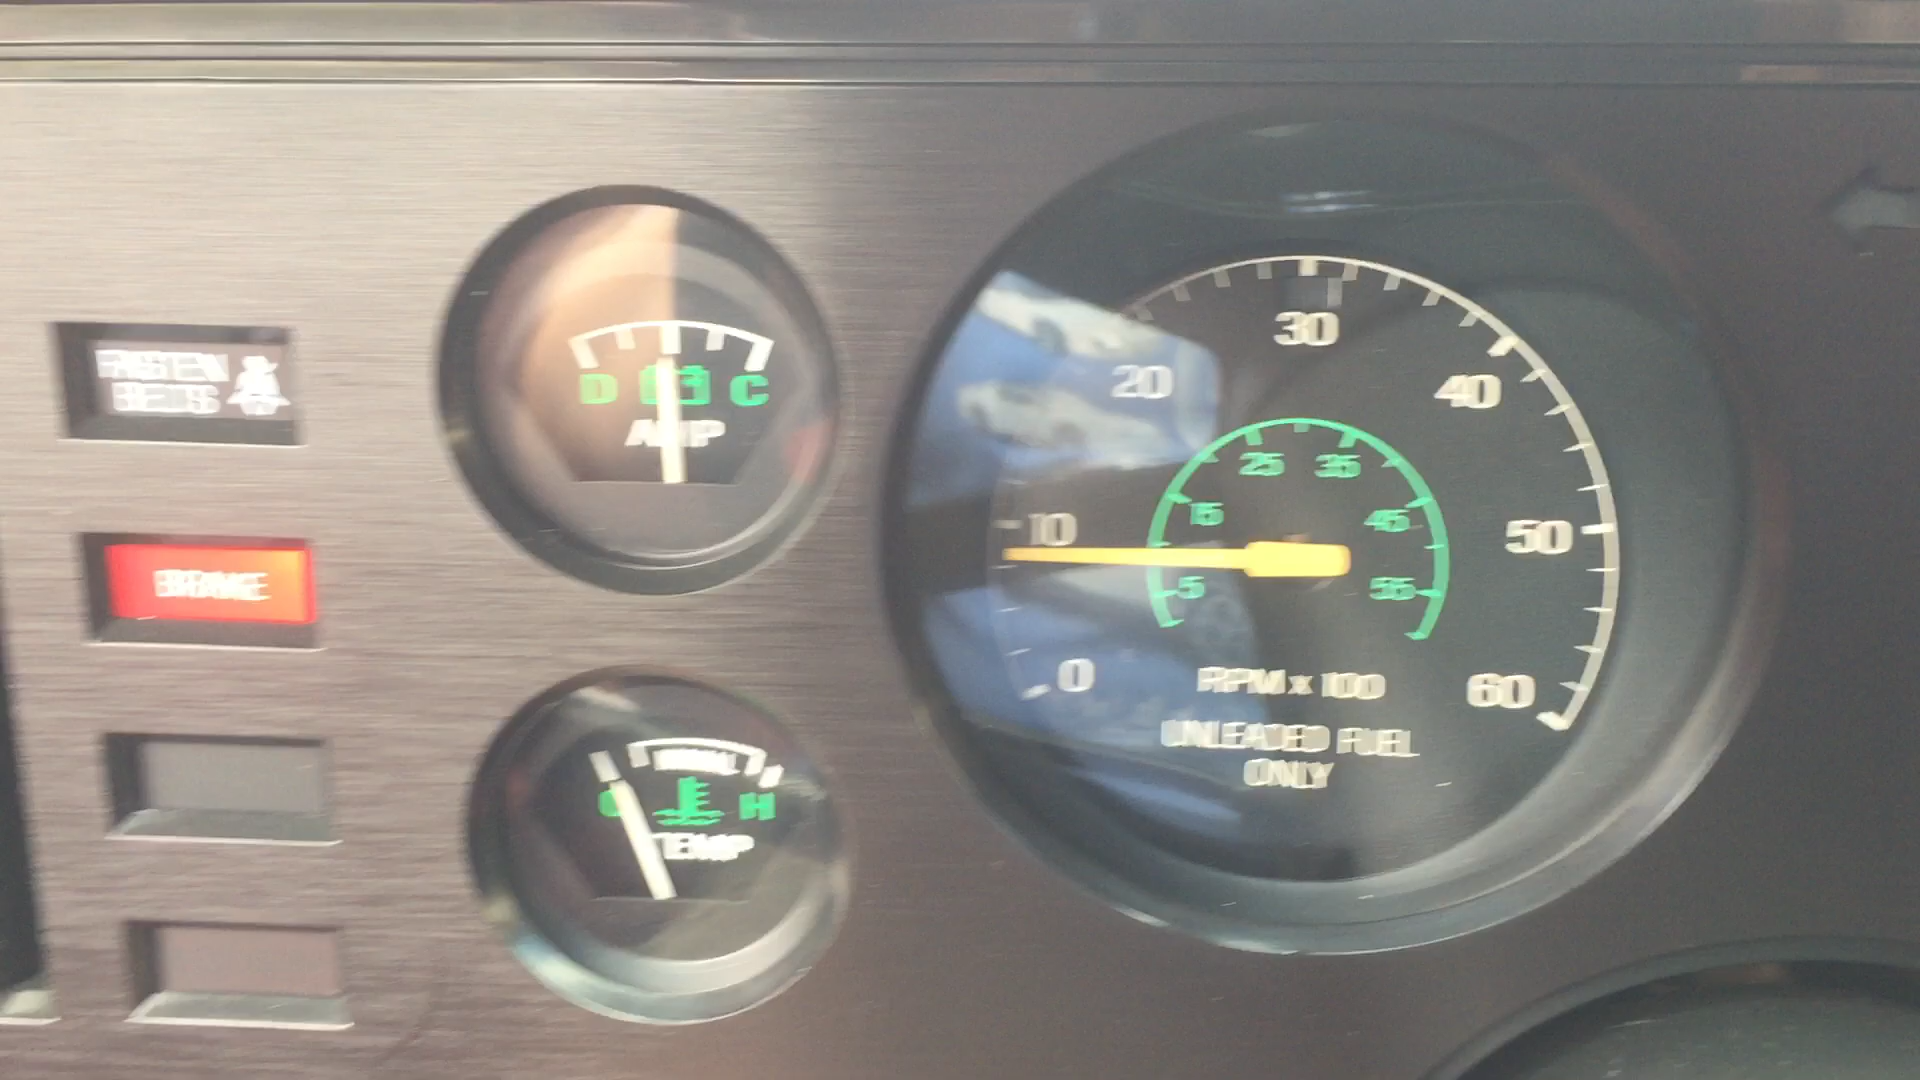 FASTEN
BELTS
BRAKE
D C
AMP
NORMAL
C H
TEMP
0 10 20 30 40 50 60
5 15 25 35 45 55
RPM x 100
UNLEADED FUEL
ONLY